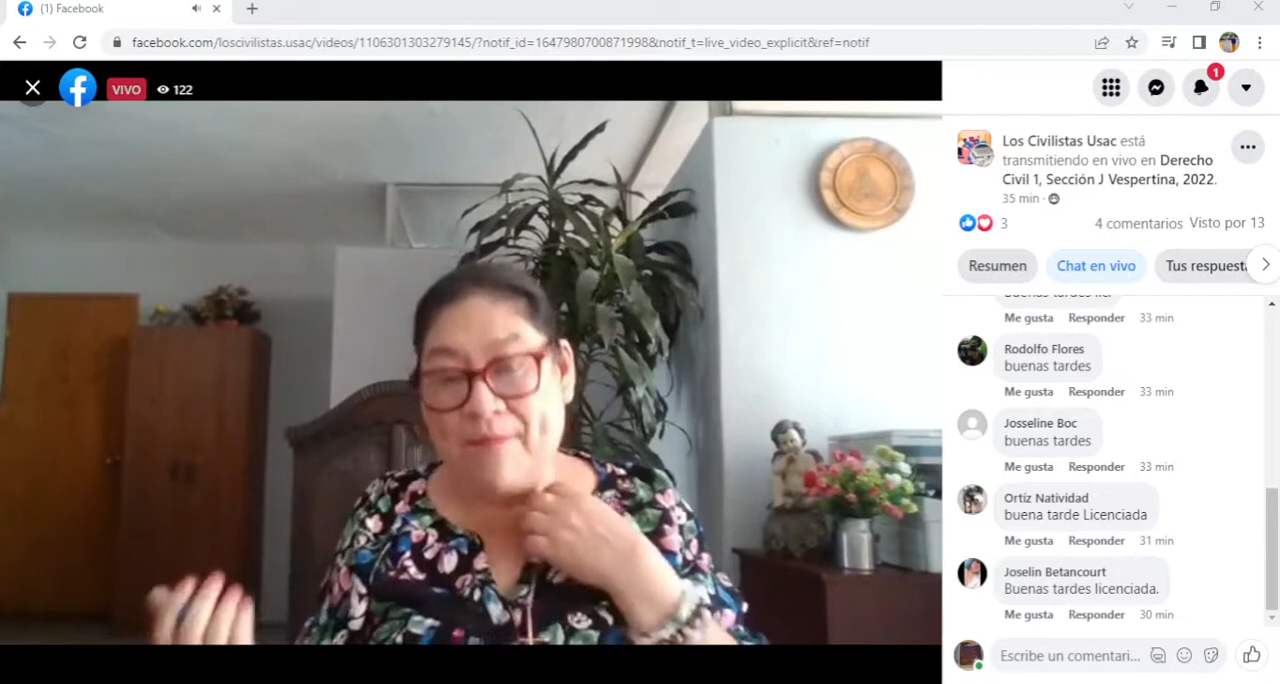 (1) Facebook
facebook.com/loscivilistas.usac/videos/1106301303279145/?notif_id=1647980700871998&notif_t=live_video_explicit&ref=notif
VIVO 122
1
Los Civilistas Usac está
transmitiendo en vivo en Derecho
Civil 1, Sección J Vespertina, 2022.
35 min ·
3 4 comentarios Visto por 13
Resumen Chat en vivo Tus respuest
Me gusta Responder 33 min
Rodolfo Flores
buenas tardes
Me gusta Responder 33 min
Josseline Boc
buenas tardes
Me gusta Responder 33 min
Ortíz Natividad
buena tarde Licenciada
Me gusta Responder 31 min
Joselin Betancourt
Buenas tardes licenciada.
Me gusta Responder 30 min
Escribe un comentari...